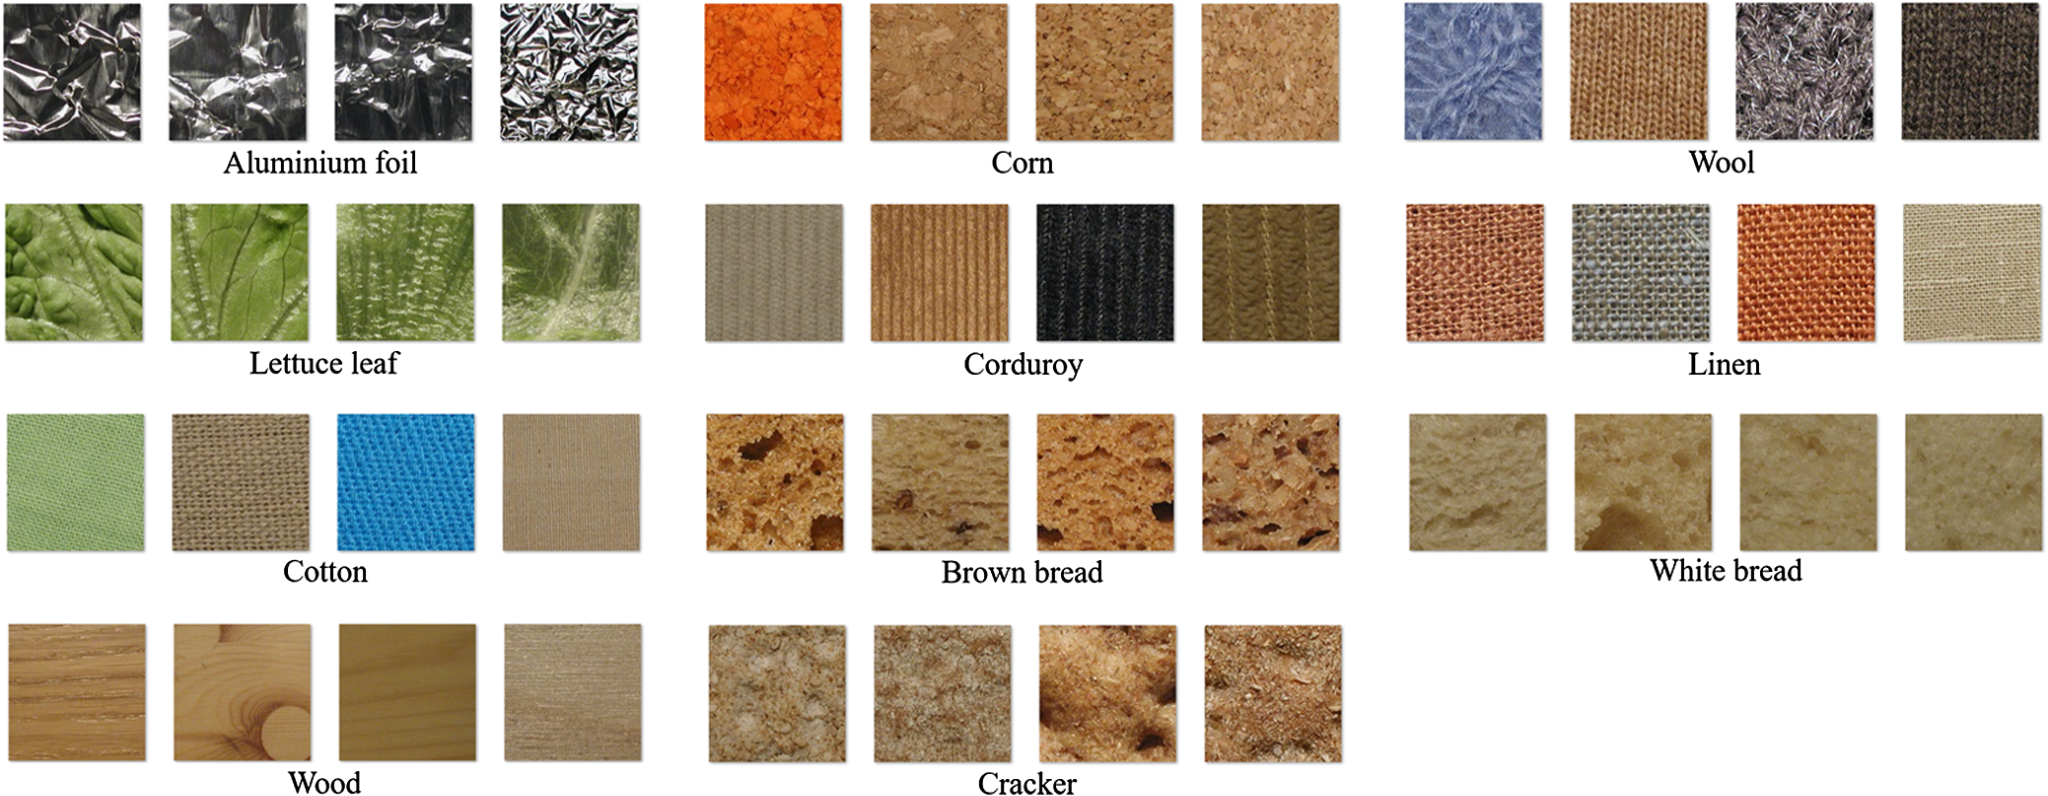 Aluminium foil
Corn
Wool
Lettuce leaf
Corduroy
Linen
Cotton
Brown bread
White bread
Wood
Cracker